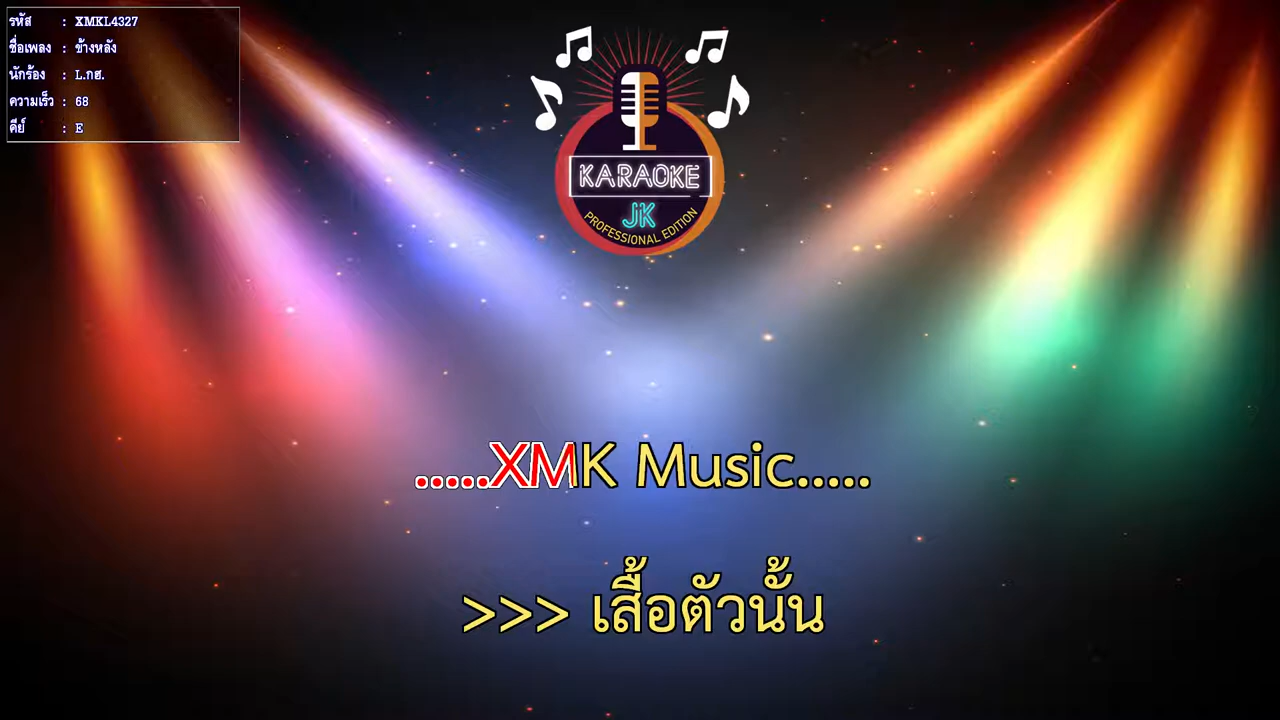 รหัส : XMKL4327
ชื่อเพลง : ข้างหลัง
นักร้อง : L.กฮ.
ความเร็ว : 68
คีย์ : E
KARAOKE
JK
PROFESSIONAL EDITION
.....XMK Music.....
>>> เสื้อตัวนั้น